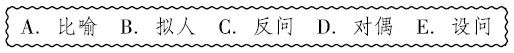 A. 比喻 B. 拟人 C. 反问 D. 对偶 E. 设问